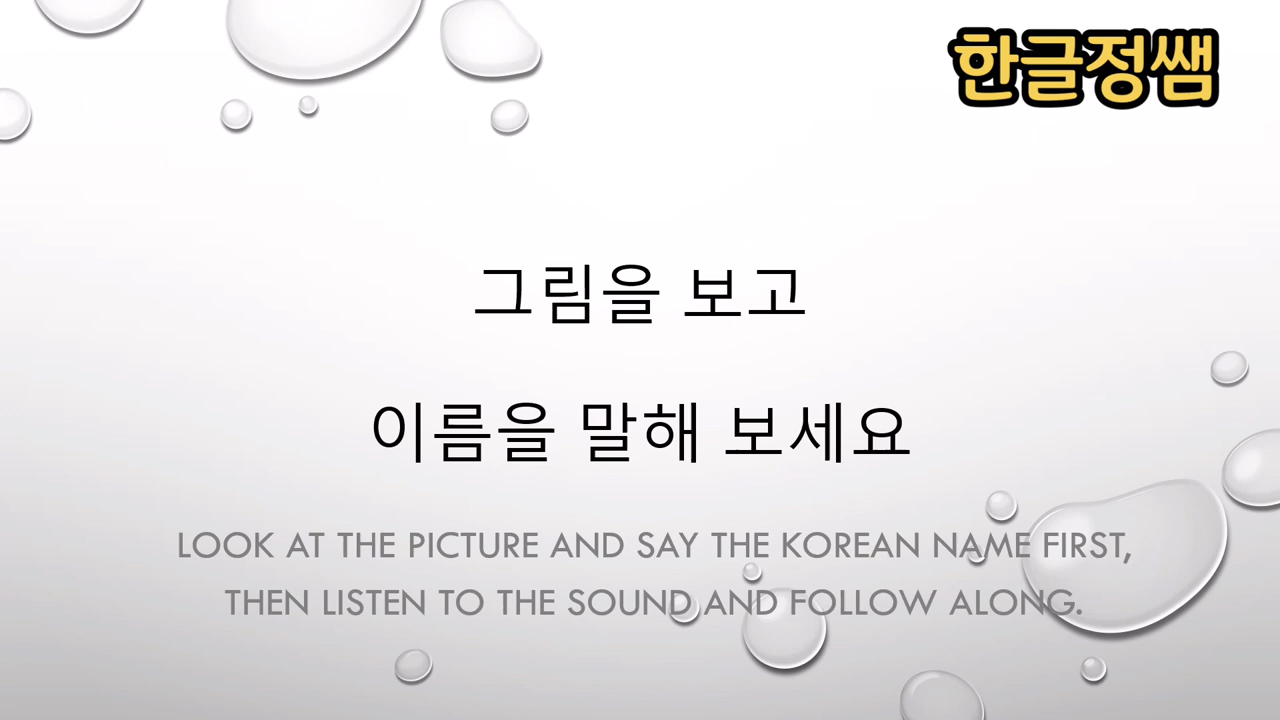 한글정쌤
그림을 보고
이름을 말해 보세요
LOOK AT THE PICTURE AND SAY THE KOREAN NAME FIRST,
THEN LISTEN TO THE SOUND AND FOLLOW ALONG.